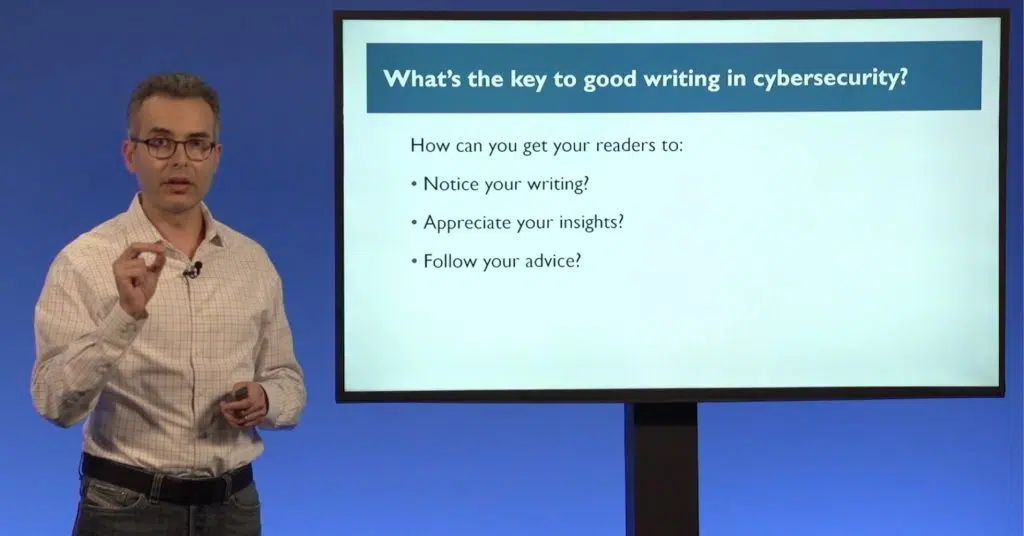 What's the key to good writing in cybersecurity?
How can you get your readers to:
• Notice your writing?
• Appreciate your insights?
• Follow your advice?